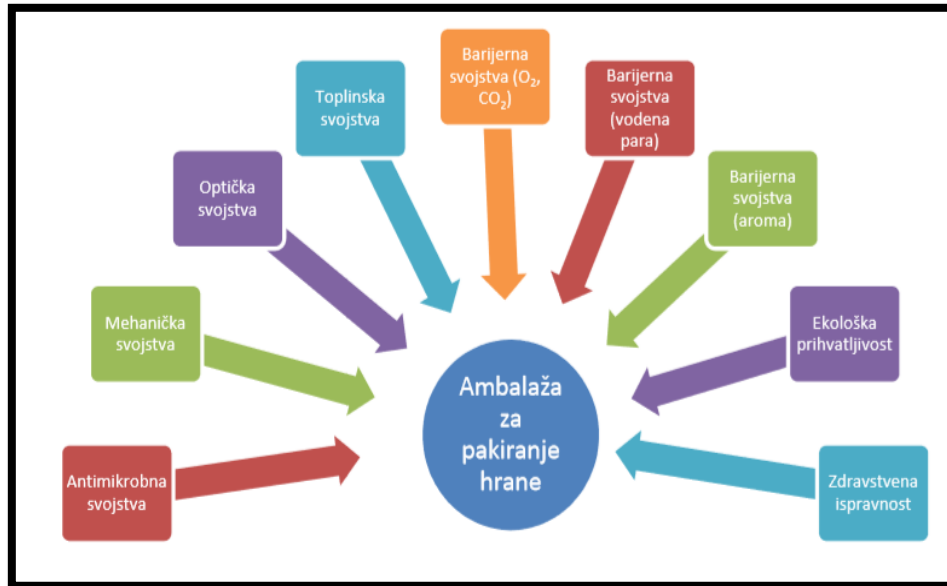 Barijerna
svojstva (O₂,
CO₂)
Barijerna
svojstva
(vodena
para)
Toplinska
svojstva
Barijerna
svojstva
(aroma)
Optička
svojstva
Mehanička
svojstva
Ekološka
prihvatljivost
Ambalaža
za
pakiranje
hrane
Antimikrobna
svojstva
Zdravstvena
ispravnost